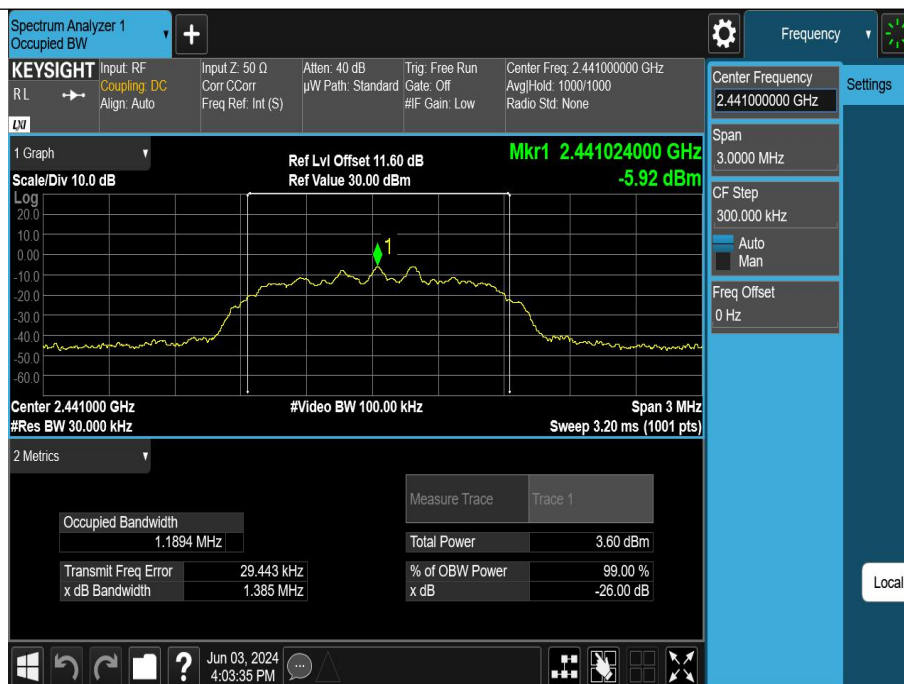 Spectrum Analyzer 1
Occupied BW
Frequency
KEYSIGHT
R L
LXI
Input: RF
Coupling: DC
Align: Auto
Input Z: 50 Ω
Corr CCorr
Freq Ref: Int (S)
Atten: 40 dB
µW Path: Standard
Trig: Free Run
Gate: Off
#IF Gain: Low
Center Freq: 2.441000000 GHz
Avg|Hold: 1000/1000
Radio Std: None
Center Frequency
2.441000000 GHz
Settings
Span
3.0000 MHz
CF Step
300.000 kHz
Auto
Man
Freq Offset
0 Hz
Local
1 Graph
Scale/Div 10.0 dB
Ref Lvl Offset 11.60 dB
Ref Value 30.00 dBm
Mkr1 2.441024000 GHz
-5.92 dBm
Log
20.0
10.0
0.00
-10.0
-20.0
-30.0
-40.0
-50.0
-60.0
1
Center 2.441000 GHz
#Res BW 30.000 kHz
#Video BW 100.00 kHz
Span 3 MHz
Sweep 3.20 ms (1001 pts)
2 Metrics
Measure Trace Trace 1
Occupied Bandwidth
1.1894 MHz
Total Power 3.60 dBm
Transmit Freq Error 29.443 kHz
% of OBW Power 99.00 %
x dB Bandwidth 1.385 MHz
x dB -26.00 dB
?
Jun 03, 2024
4:03:35 PM